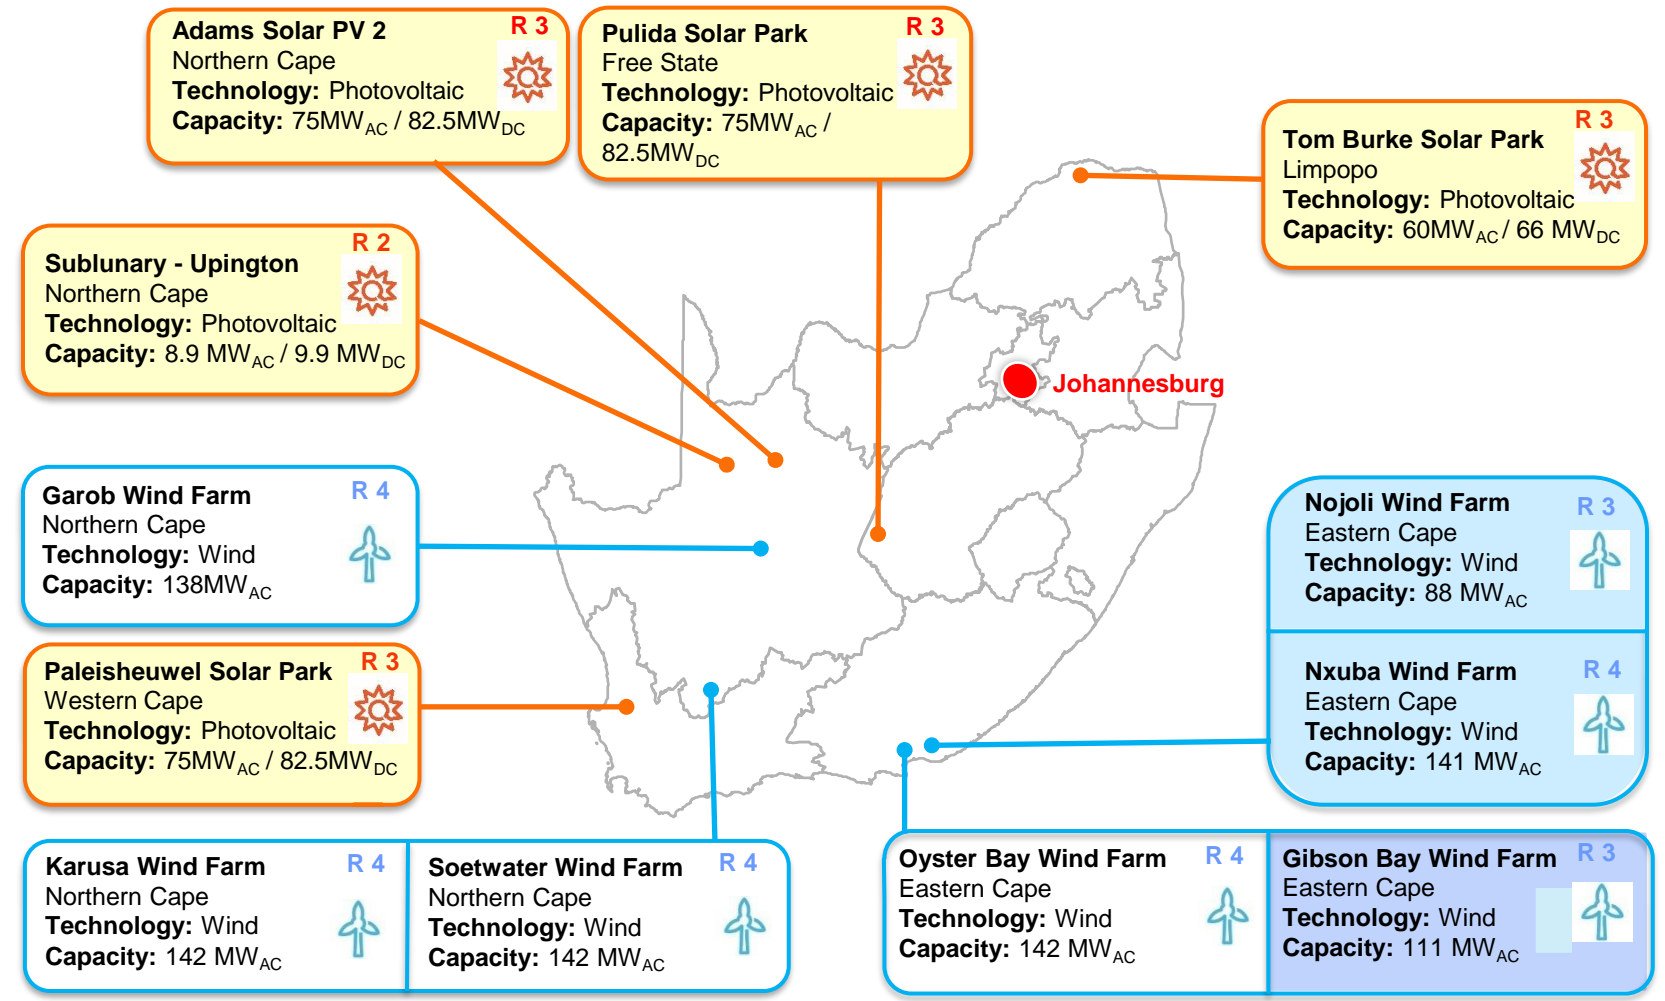 Adams Solar PV 2
R 3
Northern Cape
Technology: Photovoltaic
Capacity: 75MWAC / 82.5MWDC
Pulida Solar Park
R 3
Free State
Technology: Photovoltaic
Capacity: 75MWAC /
82.5MWDC
Tom Burke Solar Park
R 3
Limpopo
Technology: Photovoltaic
Capacity: 60MWAC / 66 MWDC
Sublunary - Upington
R 2
Northern Cape
Technology: Photovoltaic
Capacity: 8.9 MWAC / 9.9 MWDC
Johannesburg
Garob Wind Farm
R 4
Northern Cape
Technology: Wind
Capacity: 138MWAC
Nojoli Wind Farm
R 3
Eastern Cape
Technology: Wind
Capacity: 88 MWAC
Paleisheuwel Solar Park
R 3
Western Cape
Technology: Photovoltaic
Capacity: 75MWAC / 82.5MWDC
Nxuba Wind Farm
R 4
Eastern Cape
Technology: Wind
Capacity: 141 MWAC
Karusa Wind Farm
R 4
Northern Cape
Technology: Wind
Capacity: 142 MWAC
Soetwater Wind Farm
R 4
Northern Cape
Technology: Wind
Capacity: 142 MWAC
Oyster Bay Wind Farm
R 4
Eastern Cape
Technology: Wind
Capacity: 142 MWAC
Gibson Bay Wind Farm
R 3
Eastern Cape
Technology: Wind
Capacity: 111 MWAC